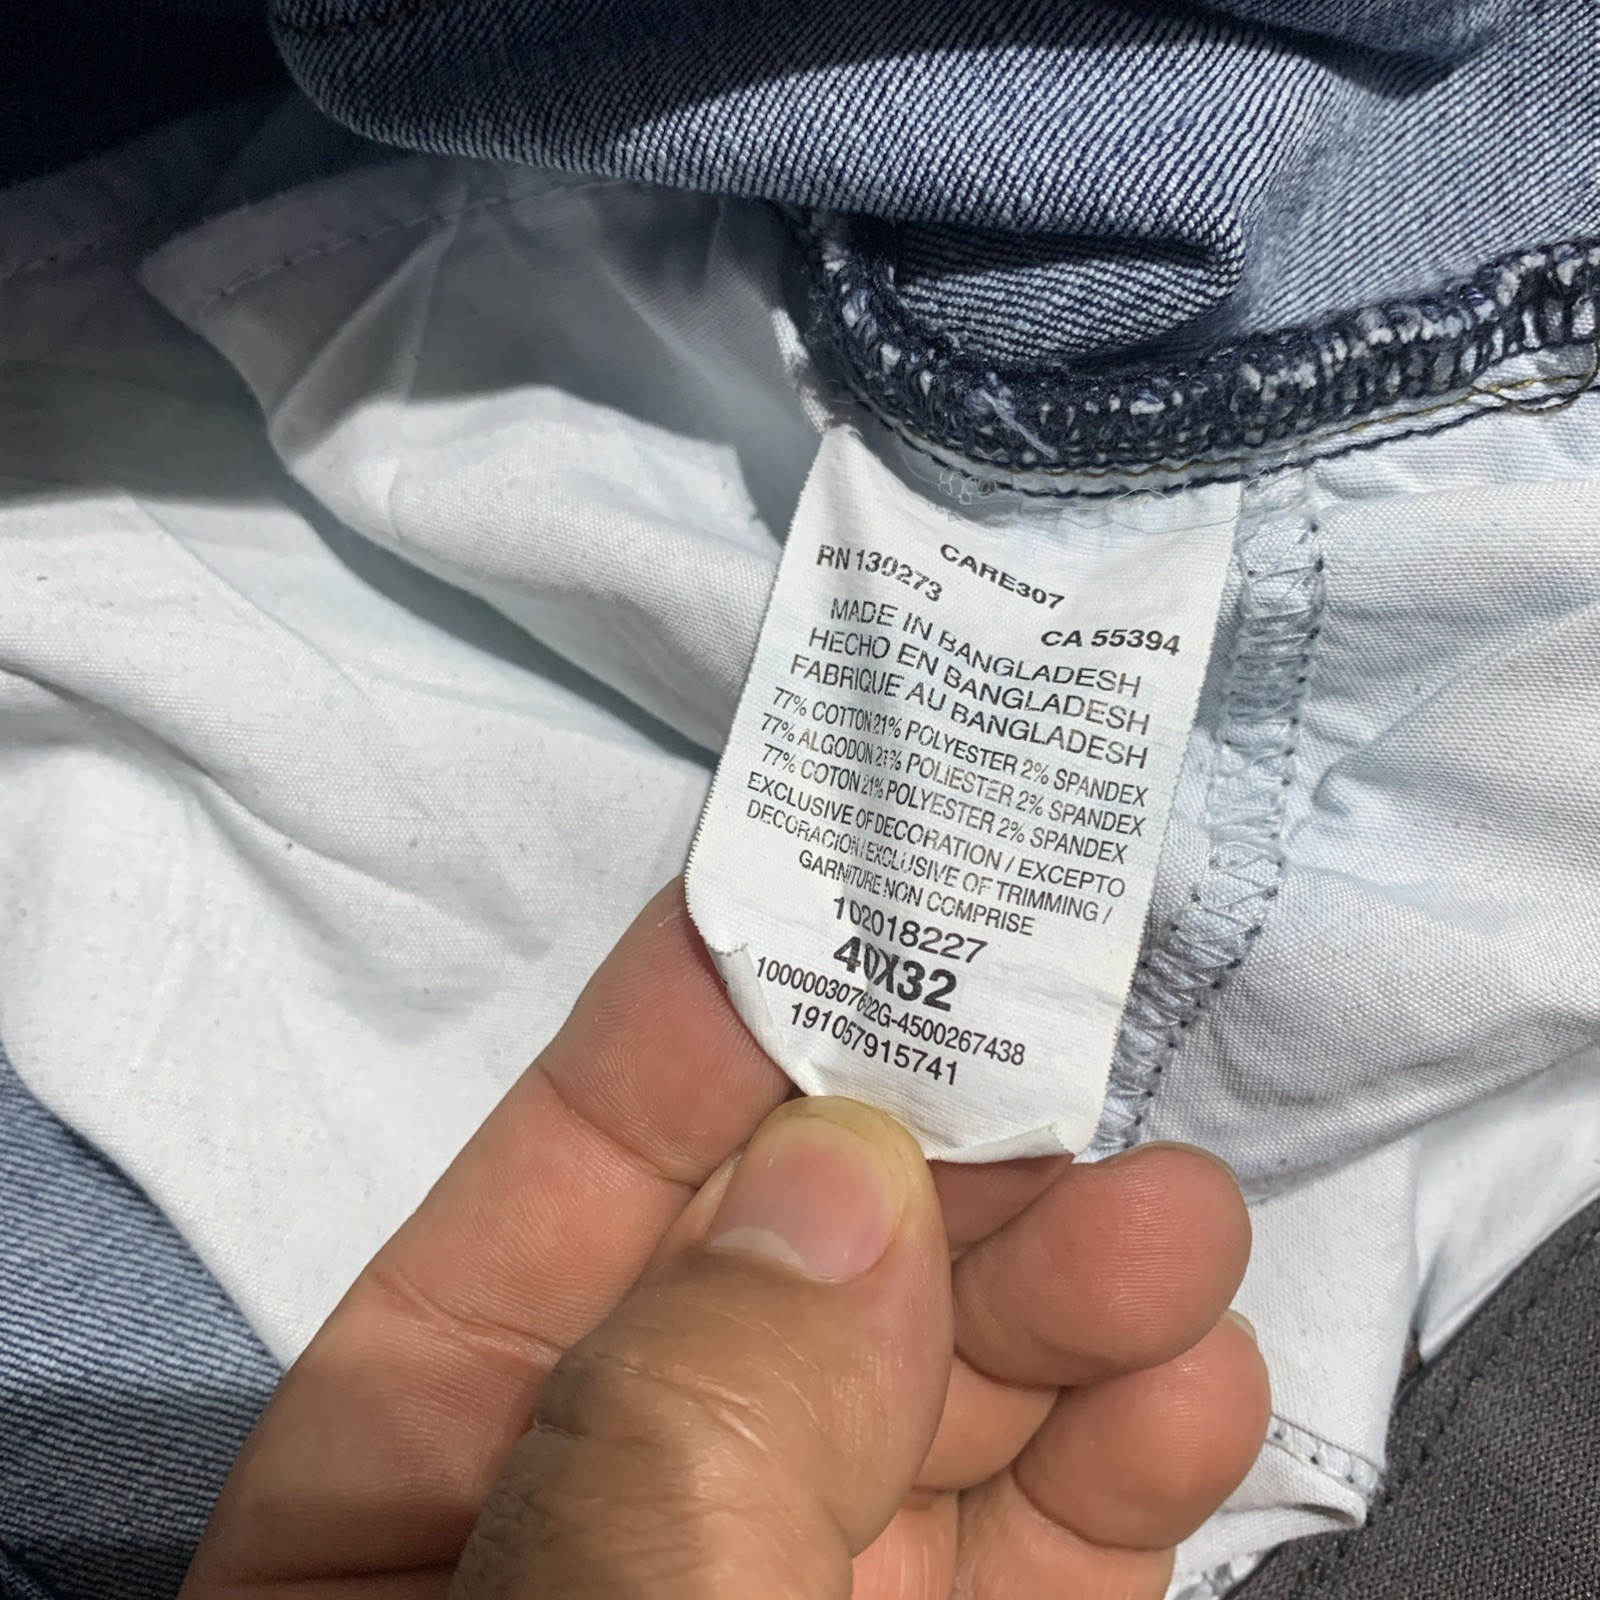 CARE307
RN 130273
CA 55394
MADE IN BANGLADESH
HECHO EN BANGLADESH
FABRIQUE AU BANGLADESH
77% COTTON 21% POLYESTER 2% SPANDEX
77% ALGODON 21% POLIESTER 2% SPANDEX
77% COTON 21% POLYESTER 2% SPANDEX
EXCLUSIVE OF DECORATION / EXCEPTO
DECORACION / EXCLUSIVE OF TRIMMING /
GARNITURE NON COMPRISE
102018227
40X32
100000307622G-4500267438
191057915741